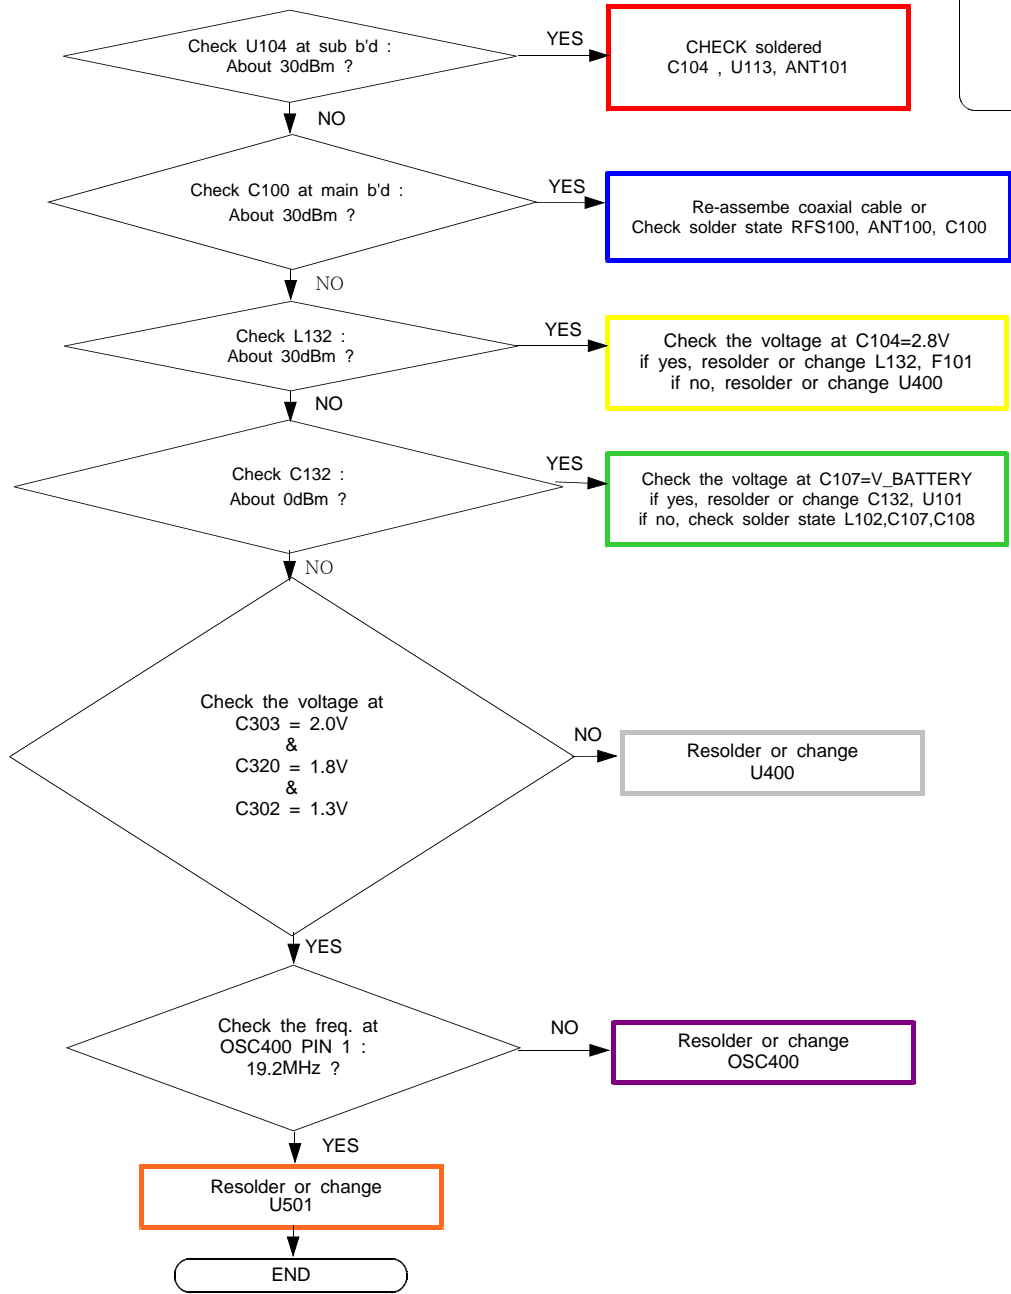 Check U104 at sub b'd :
About 30dBm ?
YES
CHECK soldered
C104 , U113, ANT101
NO
Check C100 at main b'd :
About 30dBm ?
YES
Re-assembe coaxial cable or
Check solder state RFS100, ANT100, C100
NO
Check L132 :
About 30dBm ?
YES
Check the voltage at C104=2.8V
if yes, resolder or change L132, F101
if no, resolder or change U400
NO
Check C132 :
About 0dBm ?
YES
Check the voltage at C107=V_BATTERY
if yes, resolder or change C132, U101
if no, check solder state L102,C107,C108
NO
Check the voltage at
C303 = 2.0V
&
C320 = 1.8V
&
C302 = 1.3V
NO
Resolder or change
U400
YES
Check the freq. at
OSC400 PIN 1 :
19.2MHz ?
NO
Resolder or change
OSC400
YES
Resolder or change
U501
END